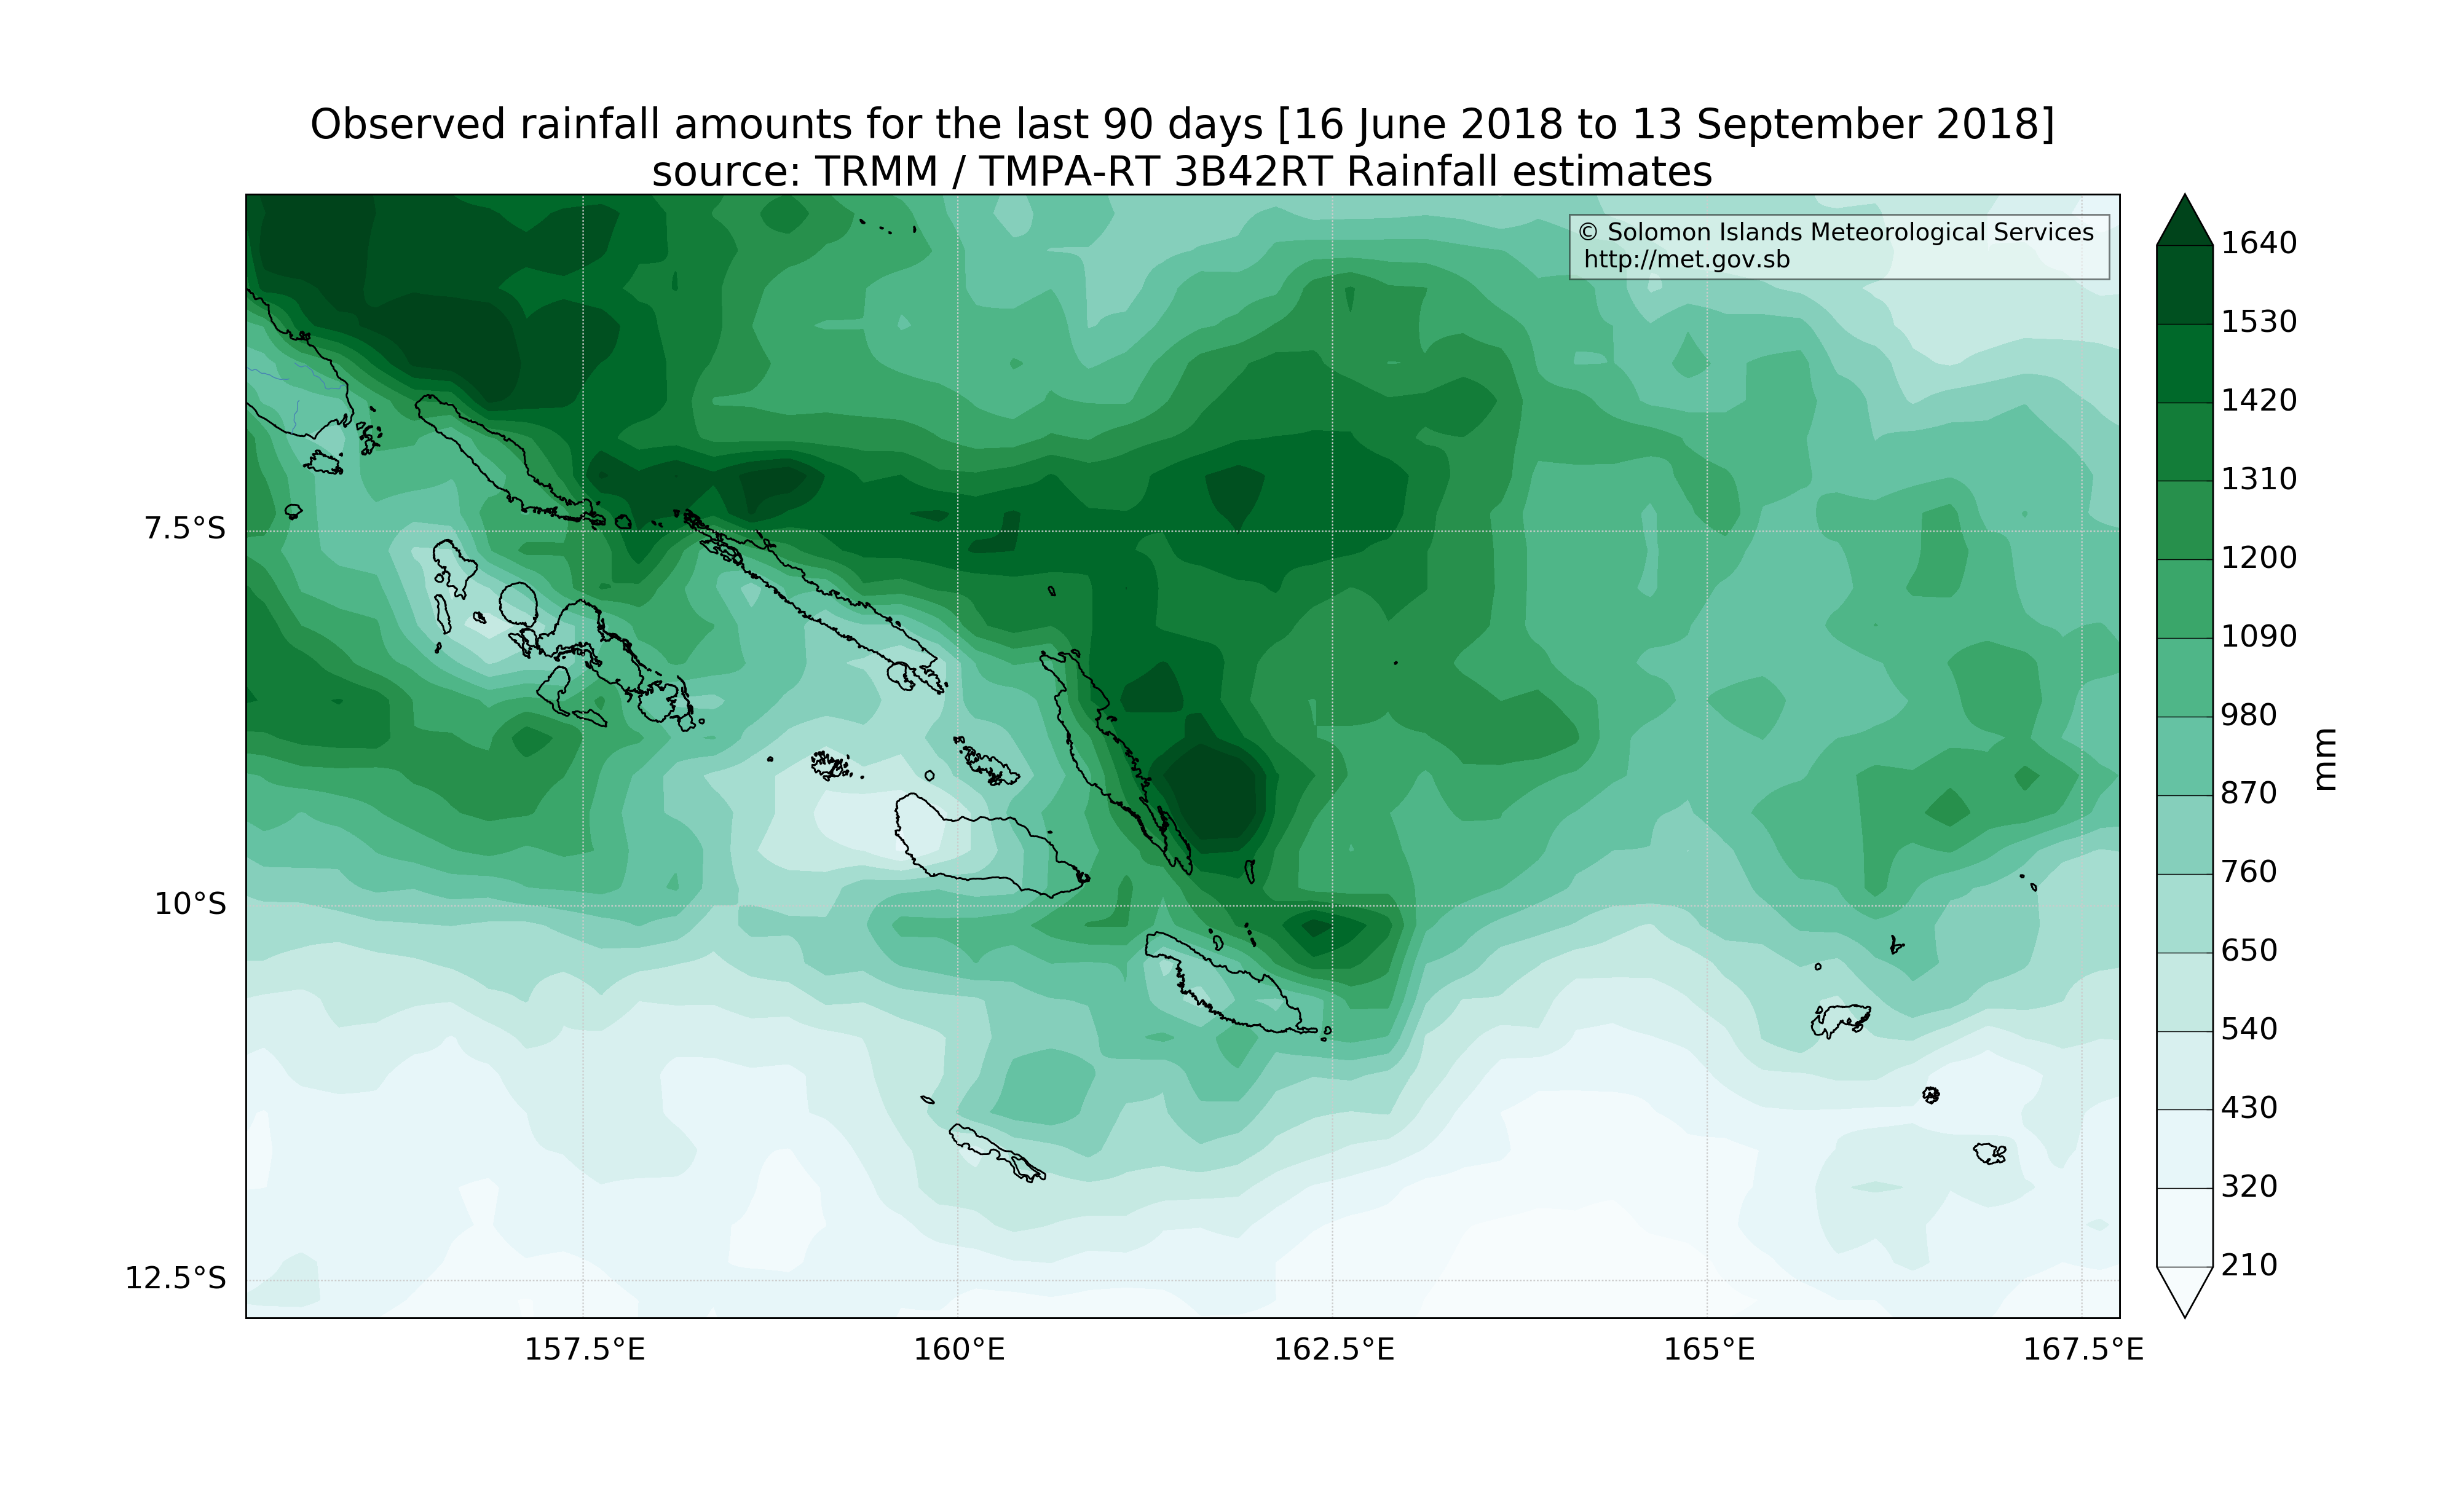 Observed rainfall amounts for the last 90 days [16 June 2018 to 13 September 2018]
source: TRMM / TMPA-RT 3B42RT Rainfall estimates
© Solomon Islands Meteorological Services
http://met.gov.sb
7.5°S
10°S
12.5°S
157.5°E
160°E
162.5°E
165°E
167.5°E
1640
1530
1420
1310
1200
1090
980
870
760
650
540
430
320
210
mm